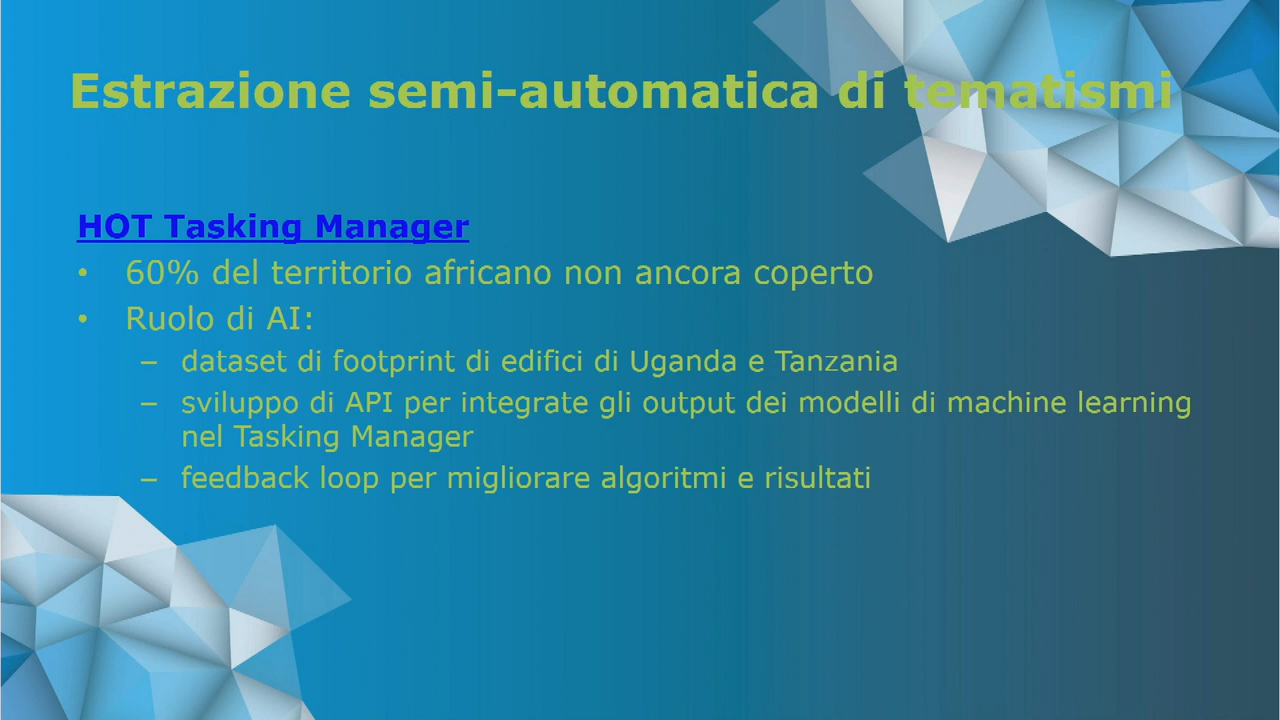 Estrazione semi-automatica di tematismi
HOT Tasking Manager
• 60% del territorio africano non ancora coperto
• Ruolo di AI:
– dataset di footprint di edifici di Uganda e Tanzania
– sviluppo di API per integrate gli output dei modelli di machine learning
nel Tasking Manager
– feedback loop per migliorare algoritmi e risultati